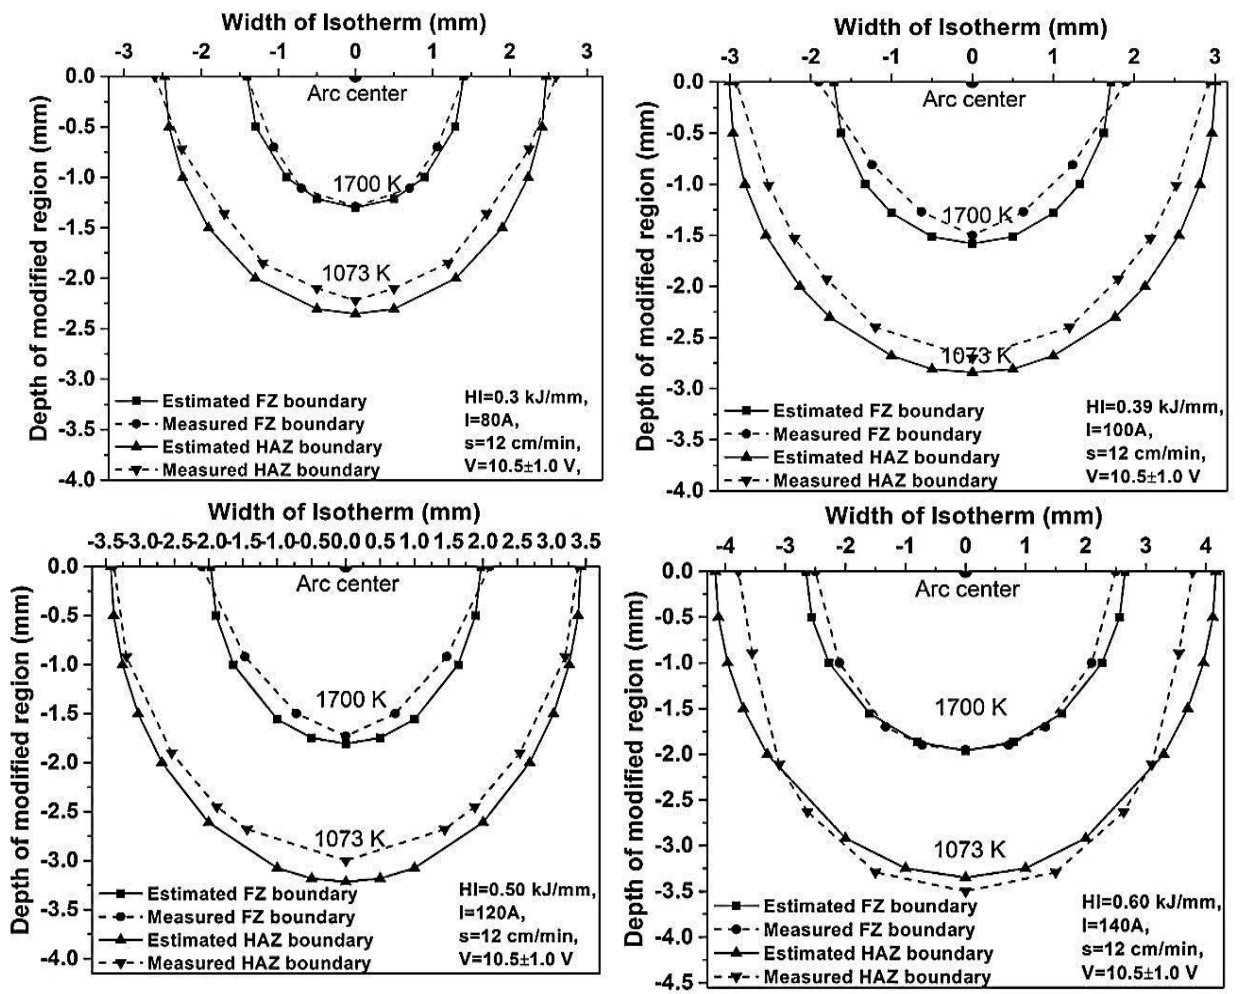 Width of Isotherm (mm)
-3 -2 -1 0 1 2 3
0.0
-0.5
-1.0
-1.5
-2.0
-2.5
-3.0
-3.5
-4.0
Depth of modified region (mm)
Arc center
1700 K
1073 K
Estimated FZ boundary
Measured FZ boundary
Estimated HAZ boundary
Measured HAZ boundary
HI=0.3 kJ/mm,
I=80A,
s=12 cm/min,
V=10.5±1.0 V,
Width of Isotherm (mm)
-3 -2 -1 0 1 2 3
0.0
-0.5
-1.0
-1.5
-2.0
-2.5
-3.0
-3.5
-4.0
Depth of modified region (mm)
Arc center
1700 K
1073 K
Estimated FZ boundary
Measured FZ boundary
Estimated HAZ boundary
Measured HAZ boundary
HI=0.39 kJ/mm,
I=100A,
s=12 cm/min,
V=10.5±1.0 V
Width of Isotherm (mm)
-3.5 -3.0 -2.5 -2.0 -1.5 -1.0 -0.5 0.0 0.5 1.0 1.5 2.0 2.5 3.0 3.5
0.0
-0.5
-1.0
-1.5
-2.0
-2.5
-3.0
-3.5
-4.0
Depth of modified region (mm)
Arc center
1700 K
1073 K
Estimated FZ boundary
Measured FZ boundary
Estimated HAZ boundary
Measured HAZ boundary
HI=0.50 kJ/mm,
I=120A,
s=12 cm/min,
V=10.5±1.0 V
Width of Isotherm (mm)
-4 -3 -2 -1 0 1 2 3 4
0.0
-0.5
-1.0
-1.5
-2.0
-2.5
-3.0
-3.5
-4.0
-4.5
Depth of modified region (mm)
Arc center
1700 K
1073 K
Estimated FZ boundary
Measured FZ boundary
Estimated HAZ boundary
Measured HAZ boundary
HI=0.60 kJ/mm,
I=140A,
s=12 cm/min,
V=10.5±1.0 V